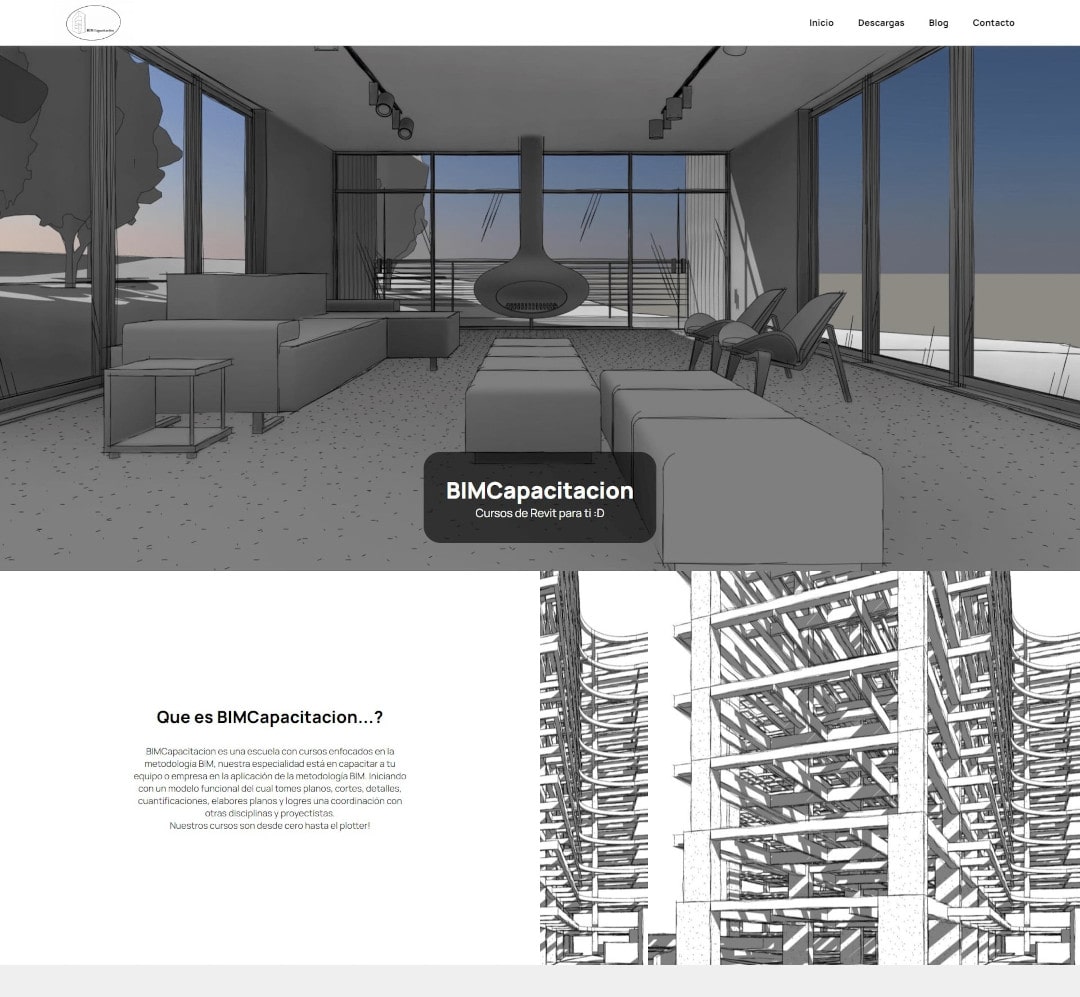 BIMCapacitacion
Inicio
Descargas
Blog
Contacto
BIMCapacitacion
Cursos de Revit para ti :D
Que es BIMCapacitacion...?
BIMCapacitacion es una escuela con cursos enfocados en la
metodología BIM, nuestra especialidad está en capacitar a tu
equipo o empresa en la aplicación de la metodología BIM. Iniciando
con un modelo funcional del cual tomes planos, cortes, detalles,
cuantificaciones, elabores planos y logres una coordinación con
otras disciplinas y proyectistas.
Nuestros cursos son desde cero hasta el plotter!